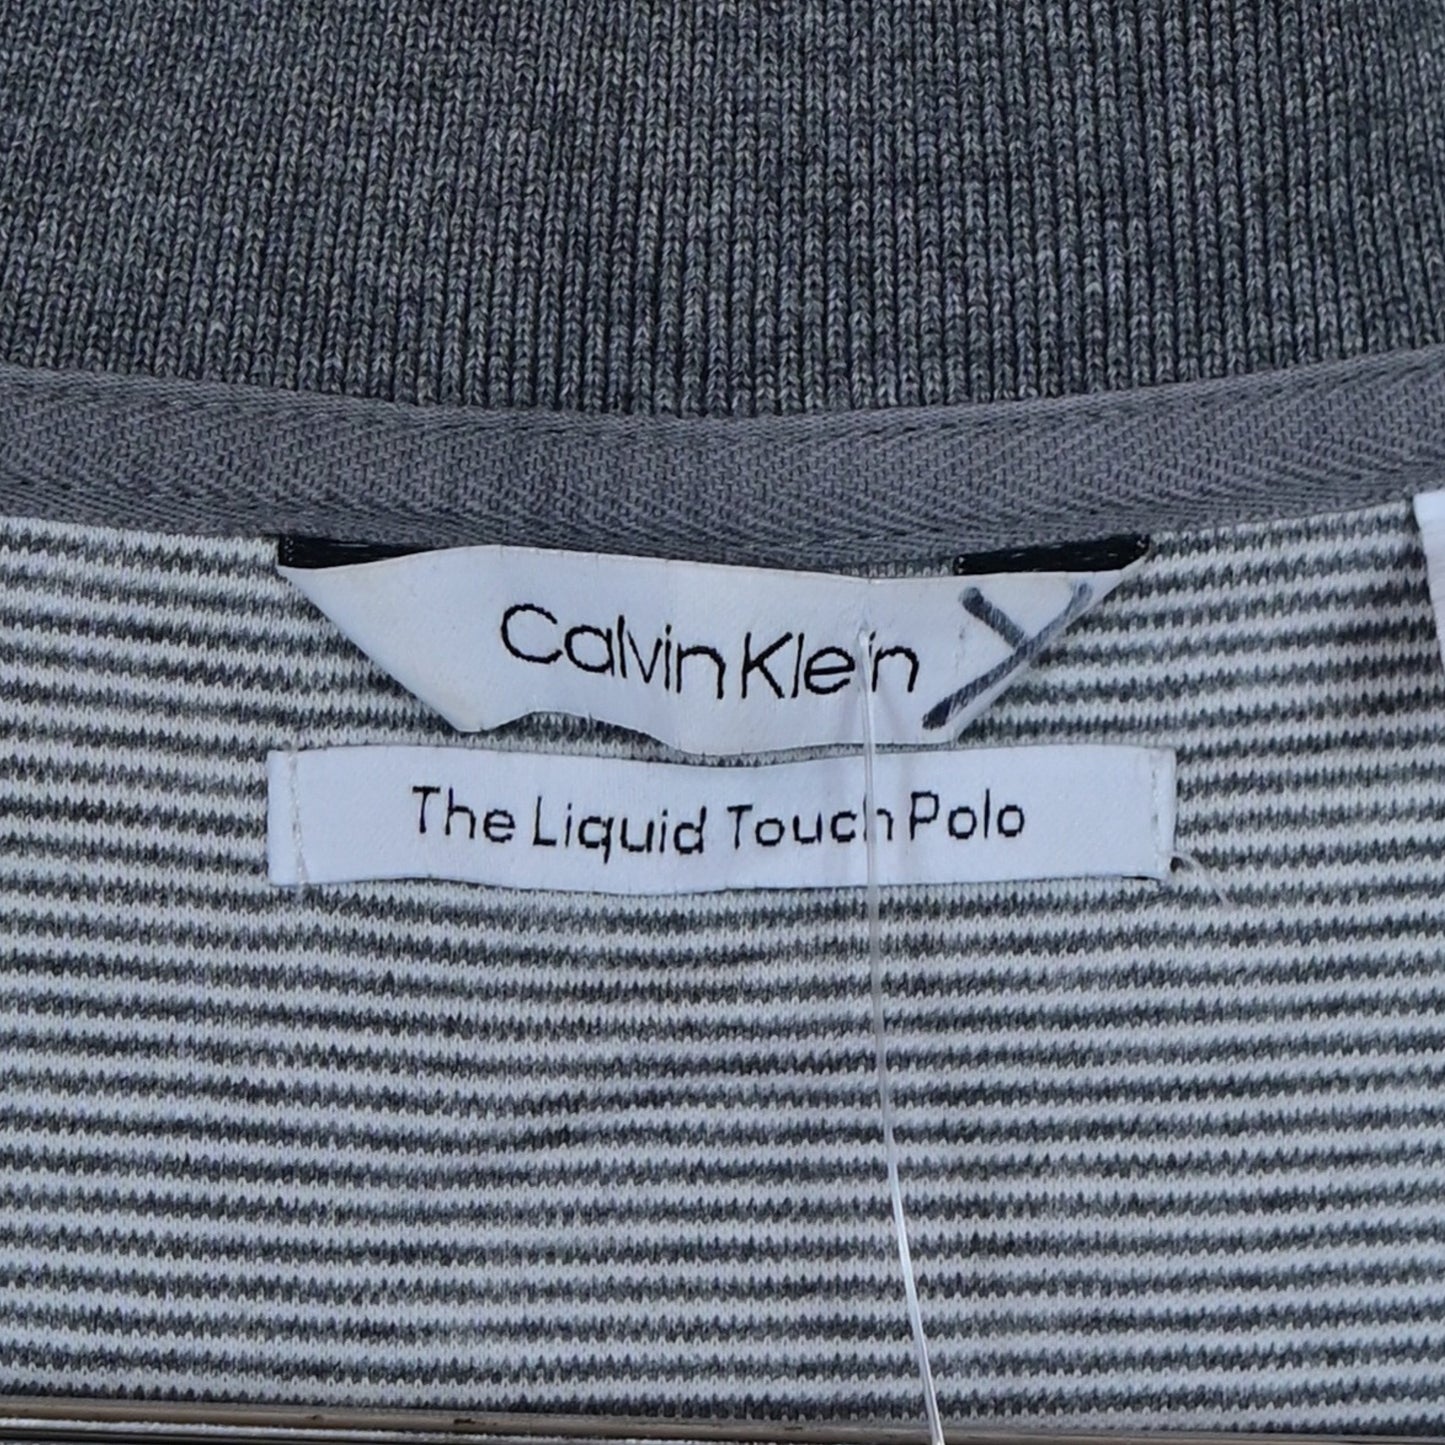 Calvin Klein
The Liquid Touch Polo